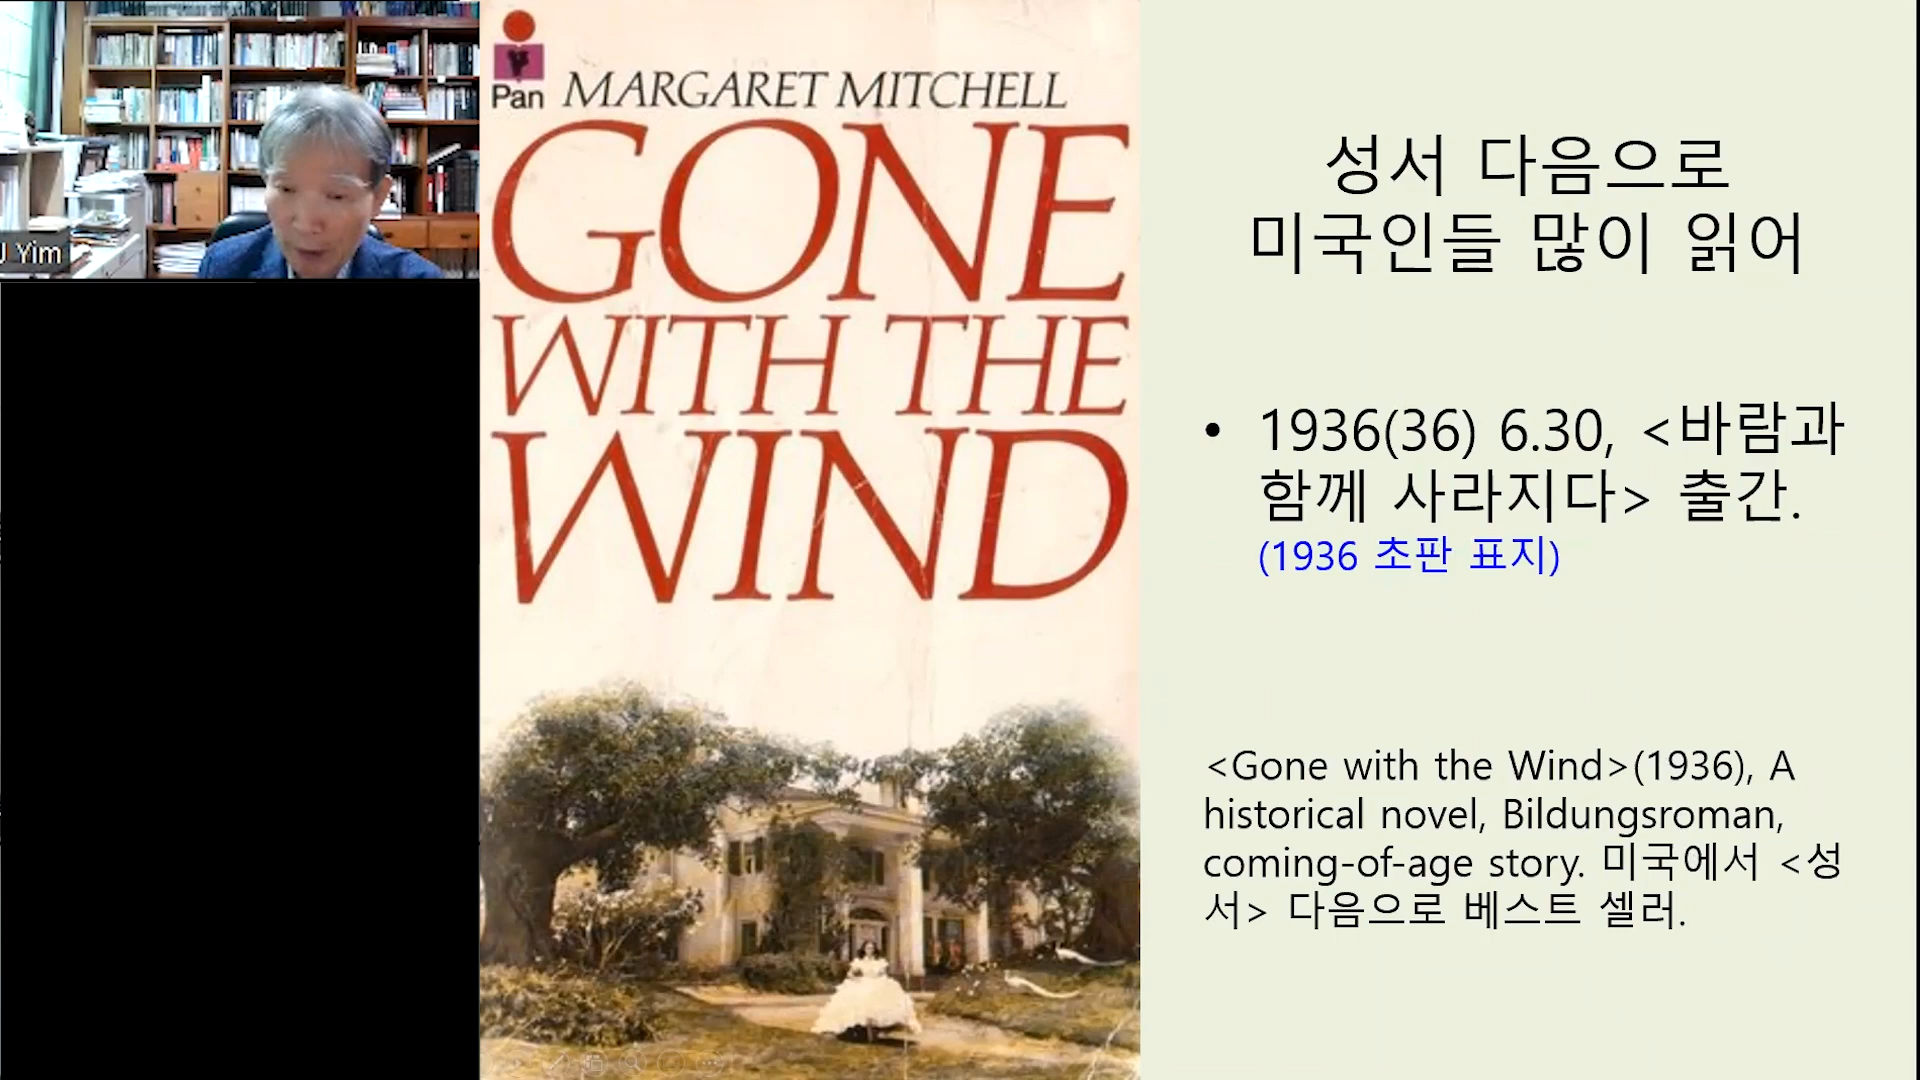 J Yim
Pan
MARGARET MITCHELL
GONE
WITH THE
WIND
성서 다음으로
미국인들 많이 읽어
• 1936(36) 6.30, <바람과
함께 사라지다> 출간.
(1936 초판 표지)
<Gone with the Wind>(1936), A
historical novel, Bildungsroman,
coming-of-age story. 미국에서 <성
서> 다음으로 베스트 셀러.